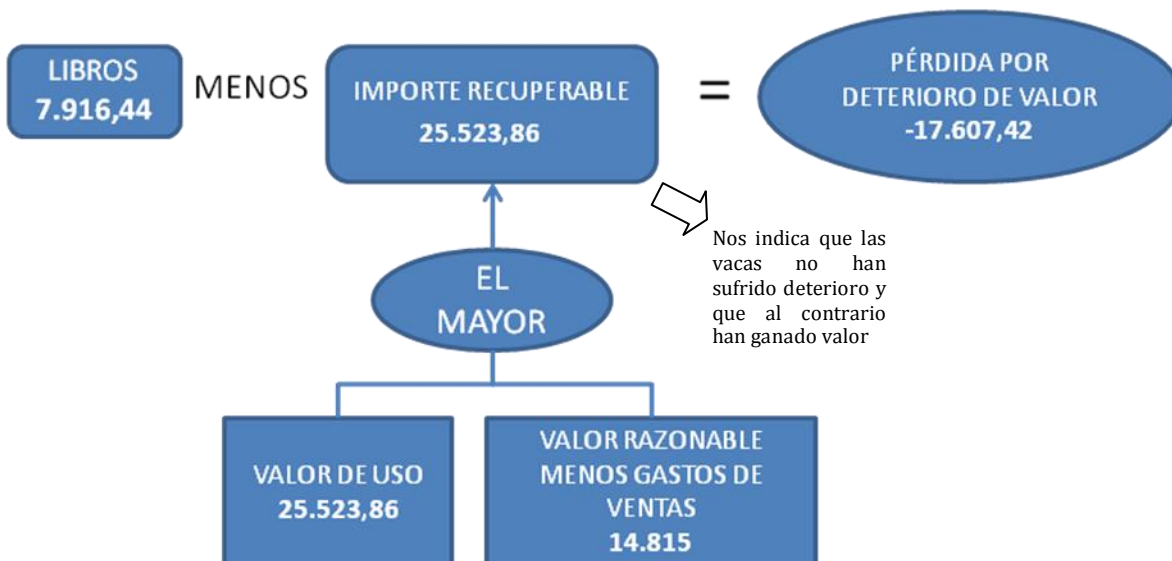 LIBROS
7.916,44
MENOS
IMPORTE RECUPERABLE
25.523,86
=
PÉRDIDA POR
DETERIORO DE VALOR
-17.607,42
Nos indica que las
vacas no han
sufrido deterioro y
que al contrario
han ganado valor
EL
MAYOR
VALOR DE USO
25.523,86
VALOR RAZONABLE
MENOS GASTOS DE
VENTAS
14.815